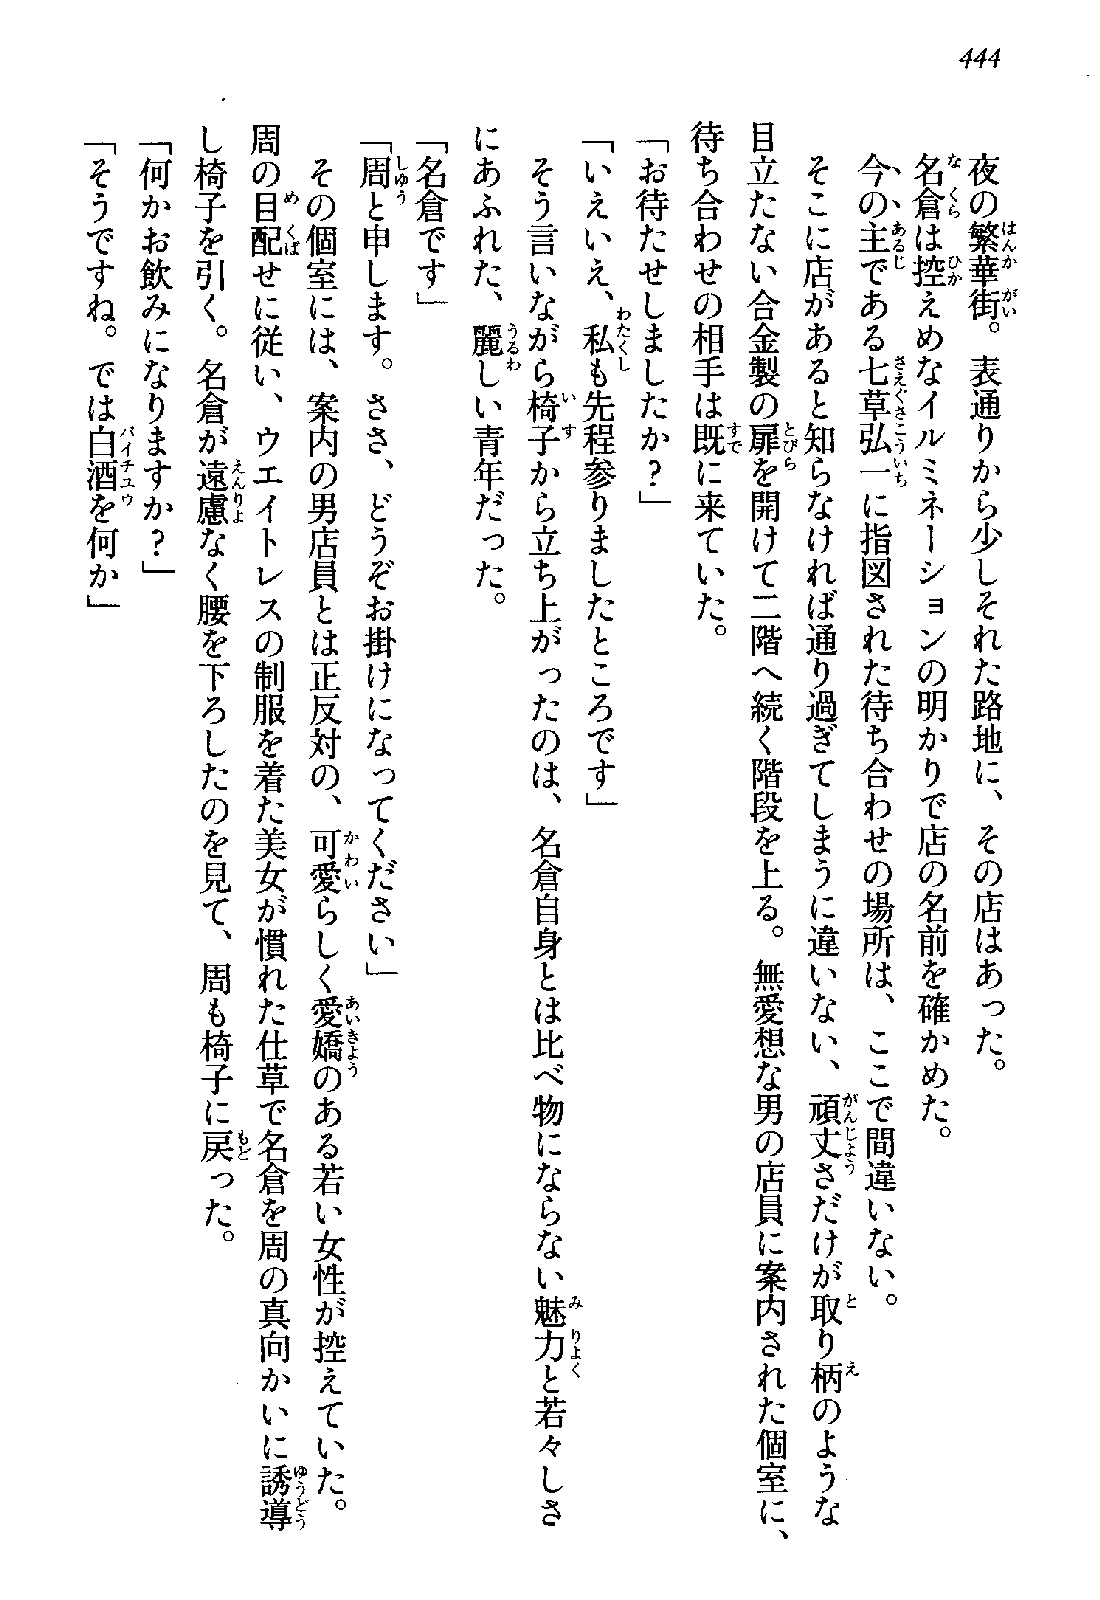 444
夜の繁華街。表通りから少しそれた路地に、その店はあった。
名倉は控えめなイルミネーションの明かりで店の名前を確かめた。
今の主である七草弘一に指図された待ち合わせの場所は、ここで間違いない。
そこに店があると知らなければ通り過ぎてしまうに違いない、頑丈さだけが取り柄のような
目立たない合金製の扉を開けて二階へ続く階段を上る。無愛想な男の店員に案内された個室に、
待ち合わせの相手は既に来ていた。
「お待たせしましたか？」
「いえいえ、私も先程参りましたところです」
そう言いながら椅子から立ち上がったのは、名倉自身とは比べ物にならない魅力と若々しさ
にあふれた、麗しい青年だった。
「名倉です」
「周と申します。ささ、どうぞお掛けになってください」
その個室には、案内の男店員とは正反対の、可愛らしく愛嬌のある若い女性が控えていた。
周の目配せに従い、ウエイトレスの制服を着た美女が慣れた仕草で名倉を周の真向かいに誘導
し椅子を引く。名倉が遠慮なく腰を下ろしたのを見て、周も椅子に戻った。
「何かお飲みになりますか？」
「そうですね。では白酒を何か」